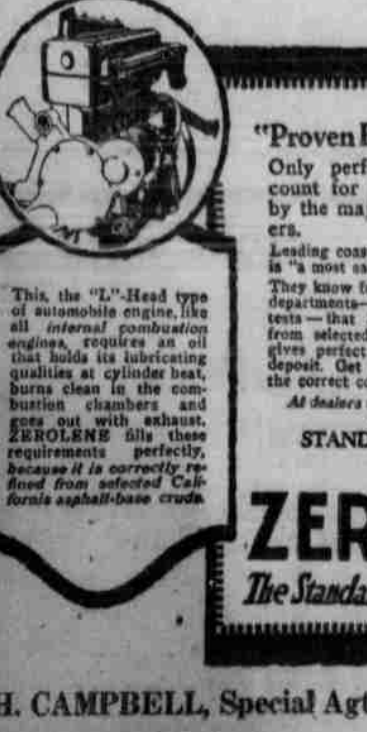 This, the "L"-Head type
of automobile engine, like
all internal combustion
engines, requires an oil
that holds its lubricating
qualities at cylinder heat,
burns clean in the com-
bustion chambers and
goes out with exhaust.
ZEROLENE fills these
requirements perfectly,
because it is correctly re-
fined from selected Cali-
fornia asphalt-base crude.
"Proven
Only perf
count for
by the ma
ers.
Leading coas
is "a most
They know
departments—
tests — that
from selected
gives perfect
deposit. Get
the correct
At dealers
STAND
ZER
The Standa
H. CAMPBELL, Special Agt